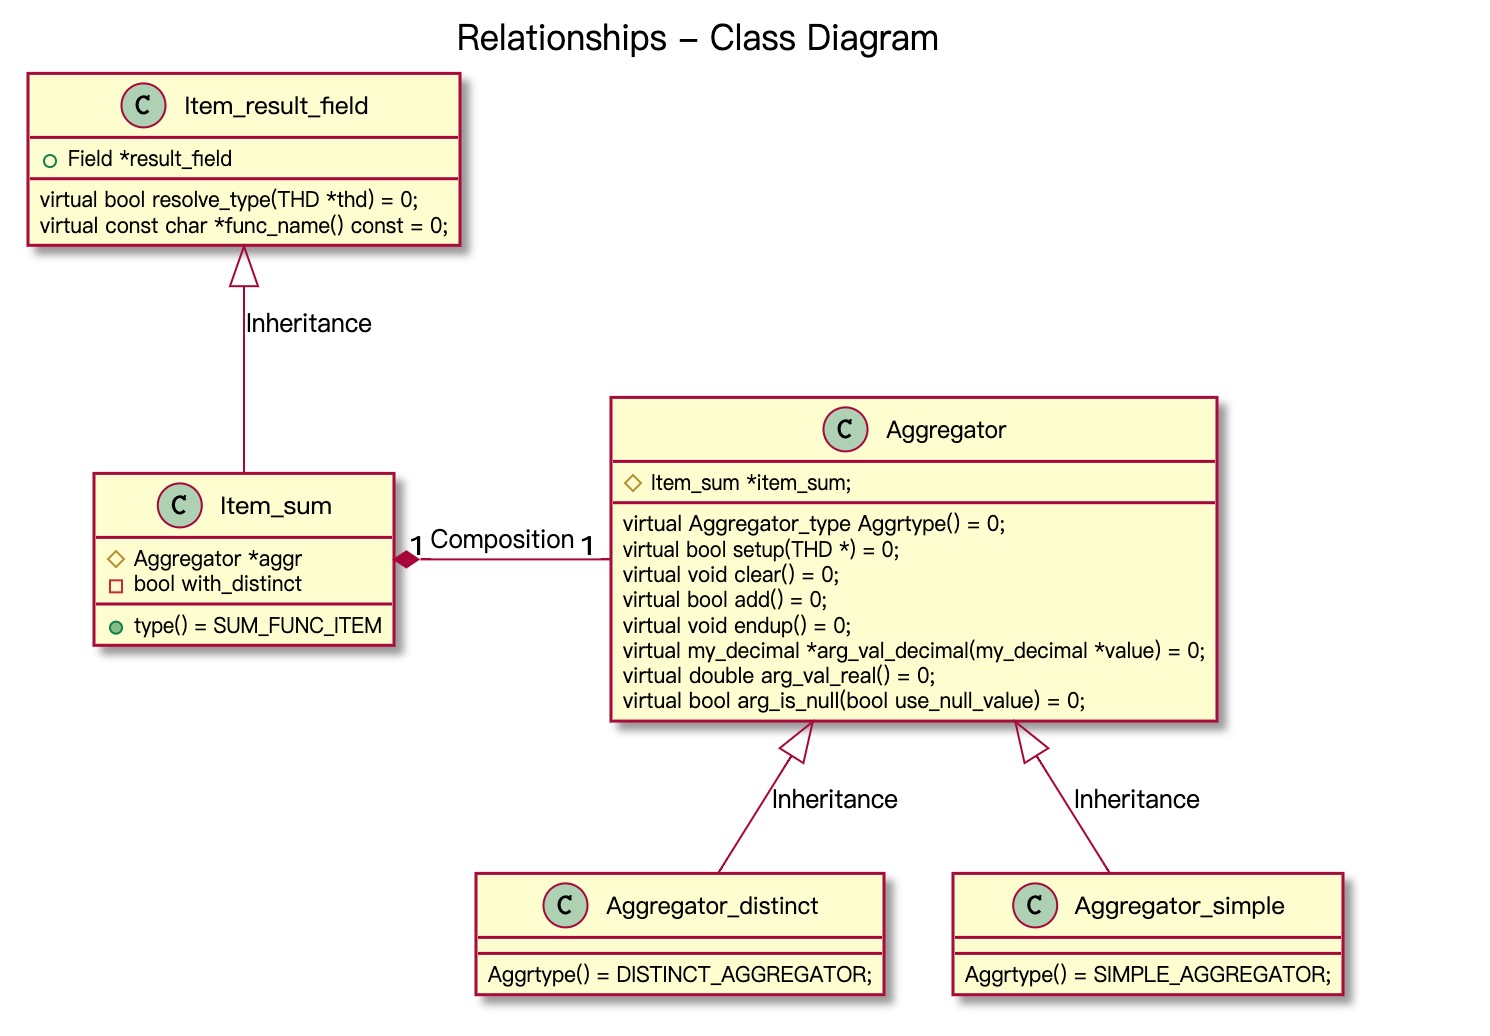 Relationships – Class Diagram
C Item_result_field
Field *result_field
virtual bool resolve_type(THD *thd) = 0;
virtual const char *func_name() const = 0;
Inheritance
C Aggregator
Item_sum *item_sum;
virtual Aggregator_type Aggrtype() = 0;
virtual bool setup(THD *) = 0;
virtual void clear() = 0;
virtual bool add() = 0;
virtual void endup() = 0;
virtual my_decimal *arg_val_decimal(my_decimal *value) = 0;
virtual double arg_val_real() = 0;
virtual bool arg_is_null(bool use_null_value) = 0;
C Item_sum
Aggregator *aggr
bool with_distinct
type() = SUM_FUNC_ITEM
1 Composition 1
Inheritance
Inheritance
C Aggregator_distinct
Aggrtype() = DISTINCT_AGGREGATOR;
C Aggregator_simple
Aggrtype() = SIMPLE_AGGREGATOR;